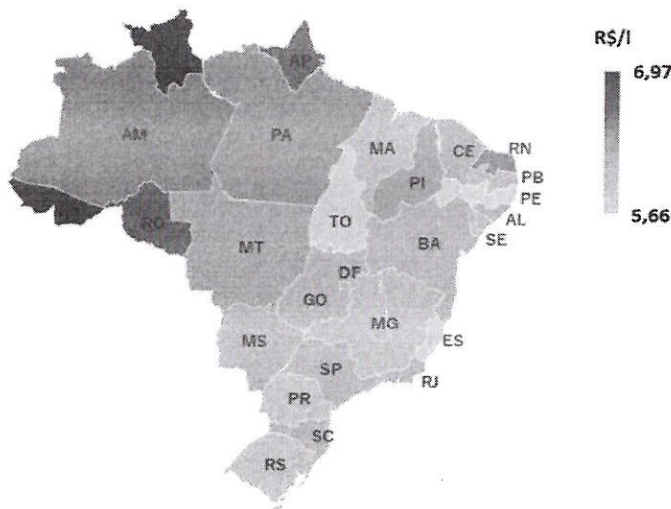 R$/l
6,97
5,66
AP
AM
PA
MA
CE
RN
PB
PE
AL
SE
PI
TO
BA
RO
MT
DF
GO
MG
ES
MS
SP
RJ
PR
SC
RS